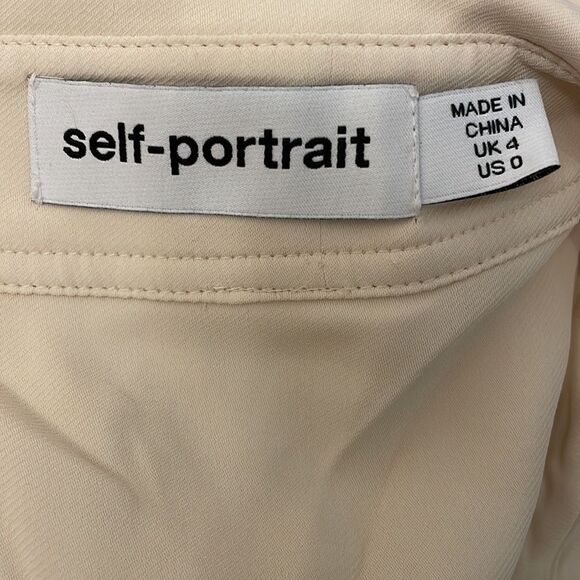 self-portrait
MADE IN
CHINA
UK 4
US 0